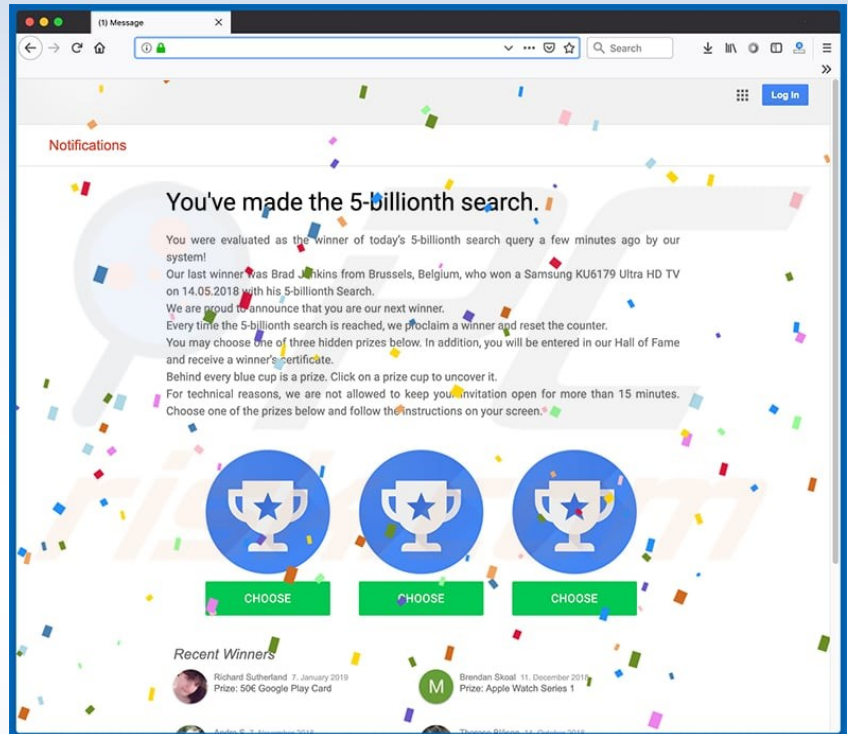 (1) Message
Search
Log In
Notifications
You've made the 5-billionth search.
You were evaluated as the winner of today's 5-billionth search query a few minutes ago by our
system!
Our last winner was Brad Jenkins from Brussels, Belgium, who won a Samsung KU6179 Ultra HD TV
on 14.05.2018 with his 5-billionth Search.
We are proud to announce that you are our next winner.
Every time the 5-billionth search is reached, we proclaim a winner and reset the counter.
You may choose one of three hidden prizes below. In addition, you will be entered in our Hall of Fame
and receive a winner's certificate.
Behind every blue cup is a prize. Click on a prize cup to uncover it.
For technical reasons, we are not allowed to keep your invitation open for more than 15 minutes.
Choose one of the prizes below and follow the instructions on your screen.
PC
risk.com
CHOOSE CHOOSE CHOOSE
Recent Winners
Richard Sutherland 7. January 2019
Prize: 50€ Google Play Card
M
Brendan Skoal 11. December 2018
Prize: Apple Watch Series 1